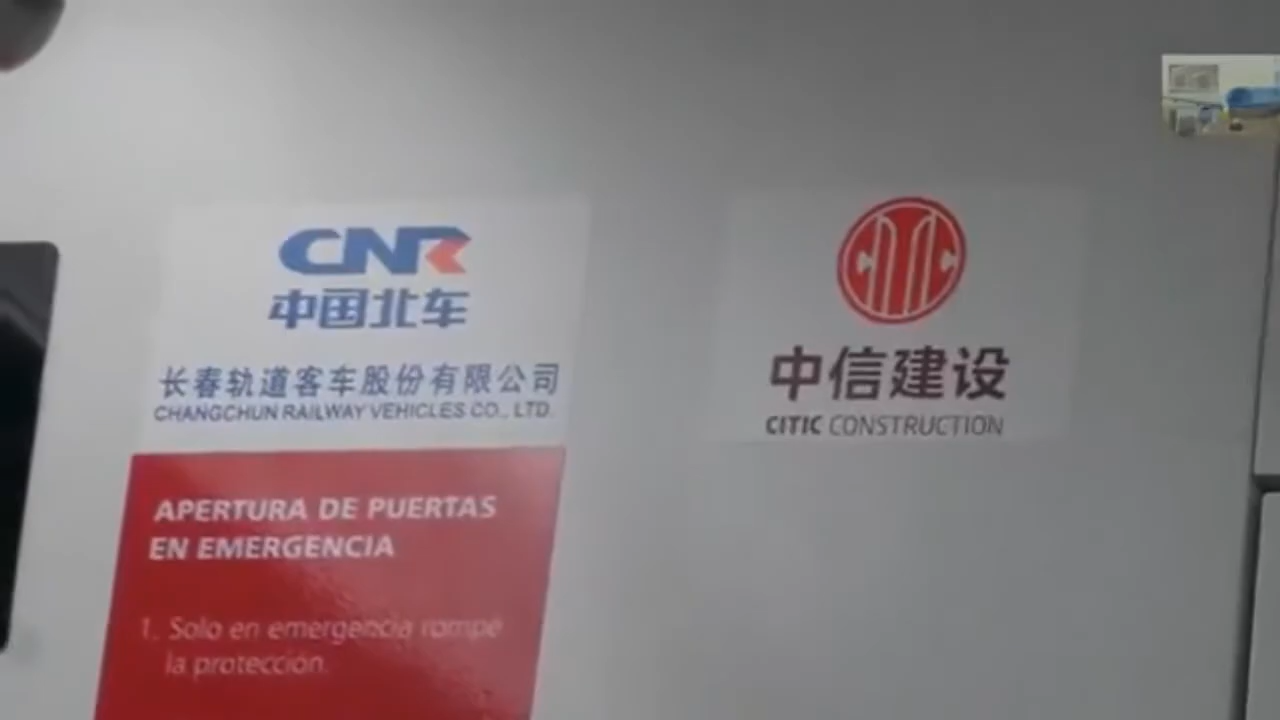 CNR
中国北车
长春轨道客车股份有限公司
CHANGCHUN RAILWAY VEHICLES CO., LTD.
APERTURA DE PUERTAS
EN EMERGENCIA
1. Solo en emergencia rompe
la protección.
CITIC
中信建设
CITIC CONSTRUCTION